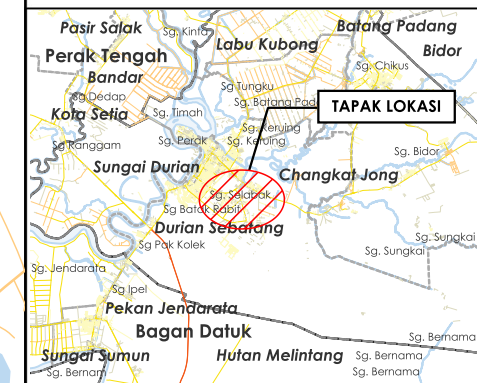 Pasir Salak
Sg. Kinta
Batang Padang
Labu Kubong
Bidor
Perak Tengah
Sg. Chikus
Bandar
Sg Tungku
Sg Dedap
Sg. Batang Pad
TAPAK LOKASI
Kota Setia
Sg. Timah
Sg. Keruing
Sg. Perak
Sg. Keruing
Sg Ranggam
Sg. Bidor
Sungai Durian
Changkat Jong
Sg. Selabak
Sg Batak Rabit
Durian Sebatang
Sg. Sungkai
Sg Pak Kolek
Sg. Sungkai
Sg. Jendarata
Sg Ipel
Pekan Jendarata
Bagan Datuk
Sg. Bernama
Sungai Sumun
Hutan Melintang
Sg. Bernama
Sg. Bernam
Sg. Bernama